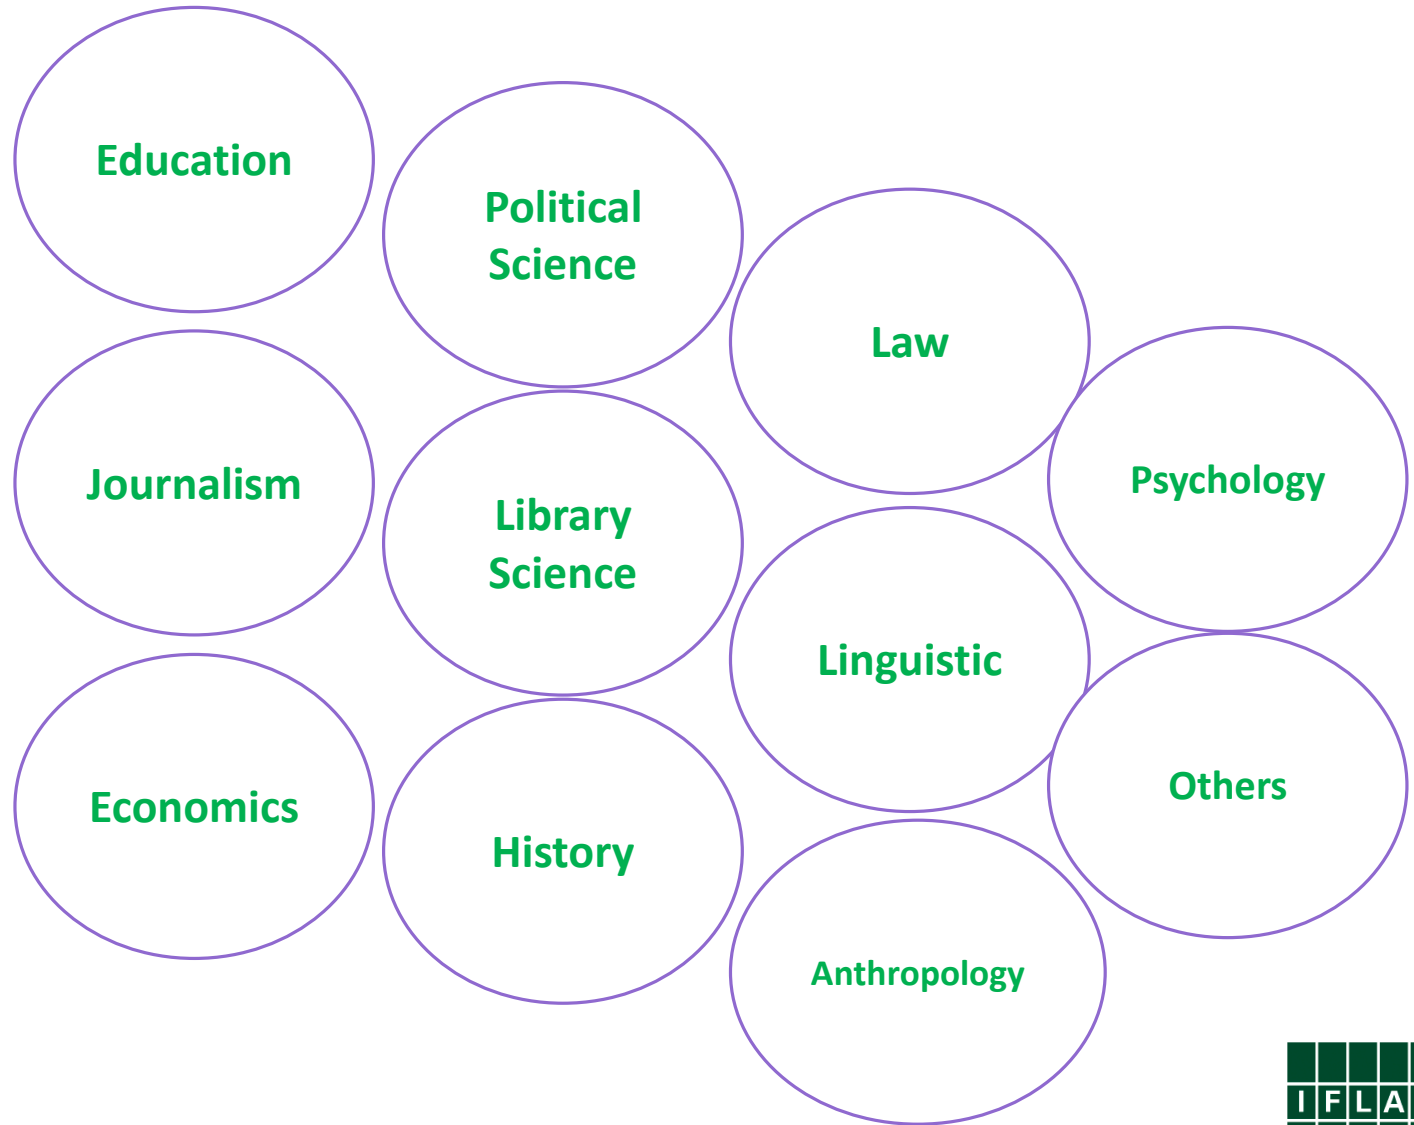 Education
Political
Science
Law
Psychology
Journalism
Library
Science
Linguistic
Others
Economics
History
Anthropology
IFLA